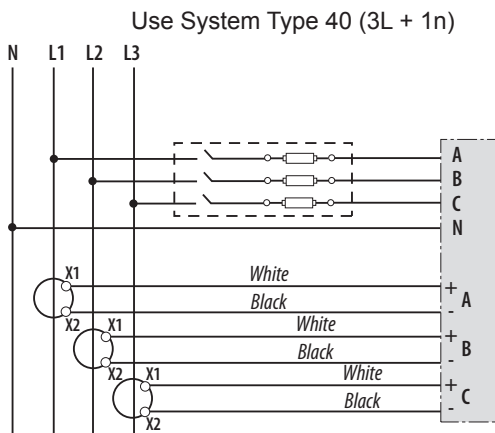 Use System Type 40 (3L + 1n)
N L1 L2 L3
A
B
C
N
X1 White +
A
X2 Black -
X1 White +
B
X2 Black -
X1 White +
C
X2 Black -